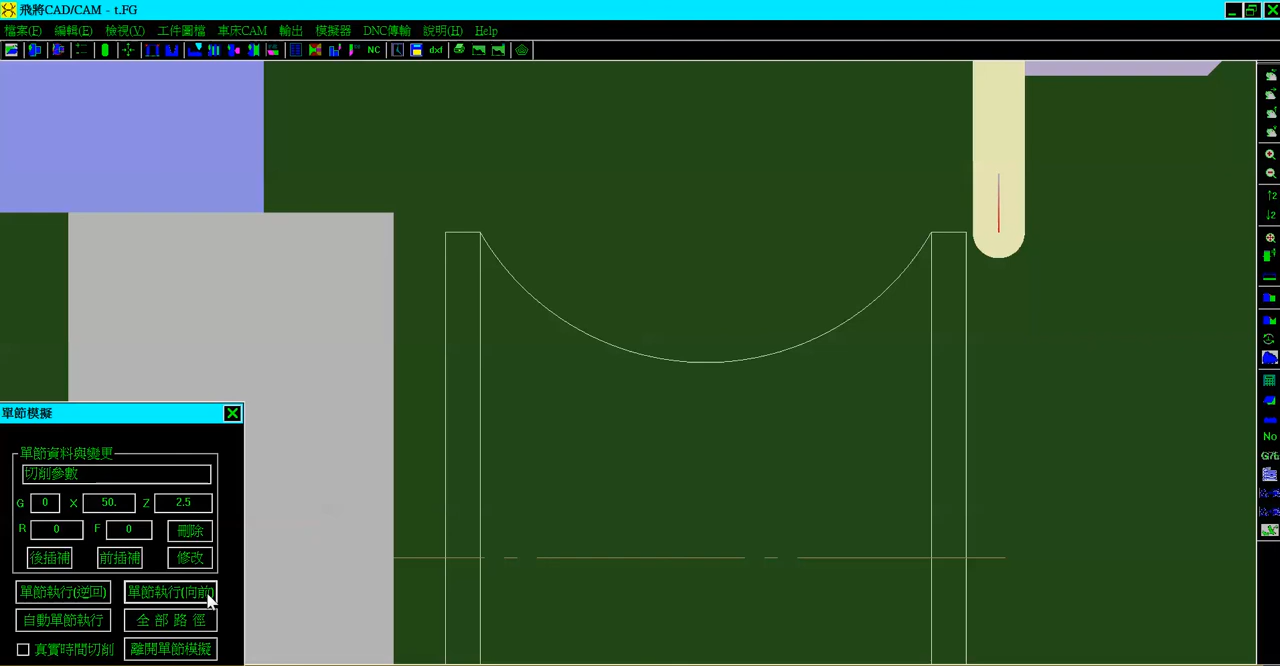 飛將CAD/CAM - t.FG
檔案(F) 編輯(E) 檢視(Y) 工件圖檔 車床CAM 輸出 模擬器 DNC傳輸 說明(H) Help
NC dxd
單節模擬
單節資料與變更
切削參數
G 0 X 50. Z 2.5
R 0 F 0 刪除
後插補 前插補 修改
單節執行(逆回) 單節執行(向前)
自動單節執行 全 部 路 徑
真實時間切削 離開單節模擬
↑2
↓2
No
G76